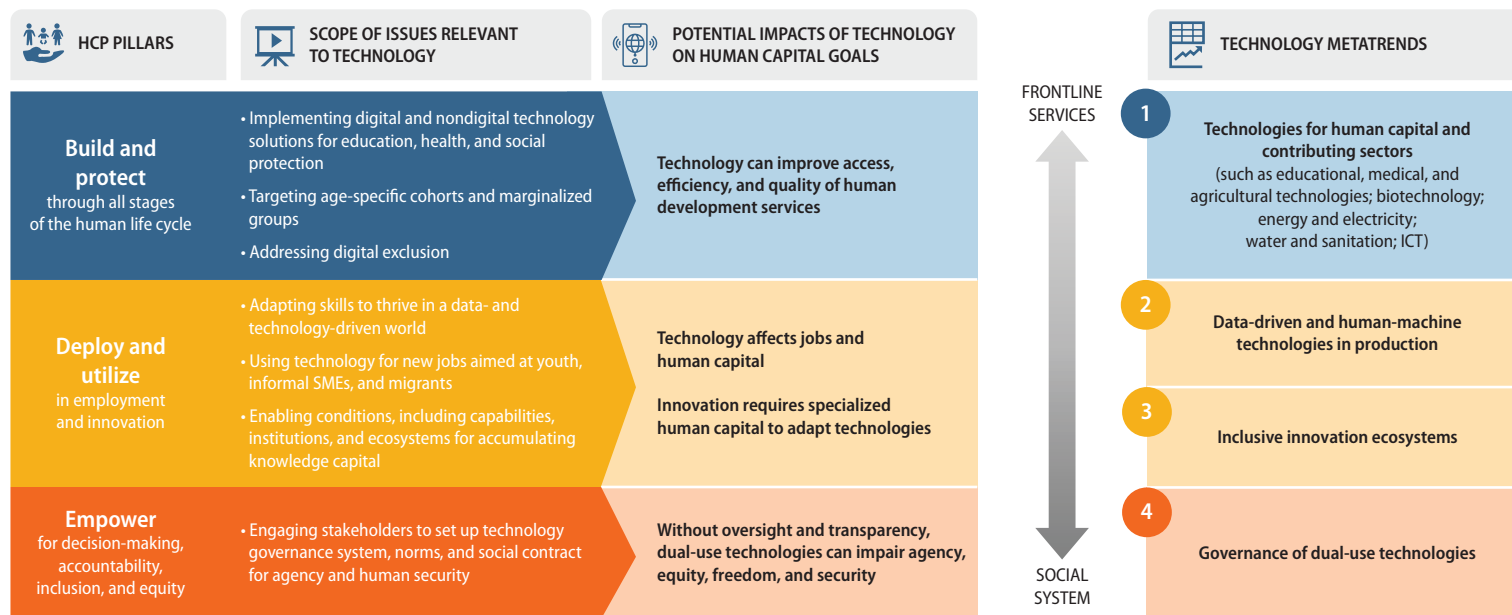 HCP PILLARS
SCOPE OF ISSUES RELEVANT
TO TECHNOLOGY
POTENTIAL IMPACTS OF TECHNOLOGY
ON HUMAN CAPITAL GOALS
TECHNOLOGY METATRENDS
Build and
protect
through all stages
of the human life cycle
• Implementing digital and nondigital technology
solutions for education, health, and social
protection
• Targeting age-specific cohorts and marginalized
groups
• Addressing digital exclusion
Technology can improve access,
efficiency, and quality of human
development services
Deploy and
utilize
in employment
and innovation
• Adapting skills to thrive in a data- and
technology-driven world
• Using technology for new jobs aimed at youth,
informal SMEs, and migrants
• Enabling conditions, including capabilities,
institutions, and ecosystems for accumulating
knowledge capital
Technology affects jobs and
human capital
Innovation requires specialized
human capital to adapt technologies
Empower
for decision-making,
accountability,
inclusion, and equity
• Engaging stakeholders to set up technology
governance system, norms, and social contract
for agency and human security
Without oversight and transparency,
dual-use technologies can impair agency,
equity, freedom, and security
FRONTLINE
SERVICES
SOCIAL
SYSTEM
1
Technologies for human capital and
contributing sectors
(such as educational, medical, and
agricultural technologies; biotechnology;
energy and electricity;
water and sanitation; ICT)
2
Data-driven and human-machine
technologies in production
3
Inclusive innovation ecosystems
4
Governance of dual-use technologies